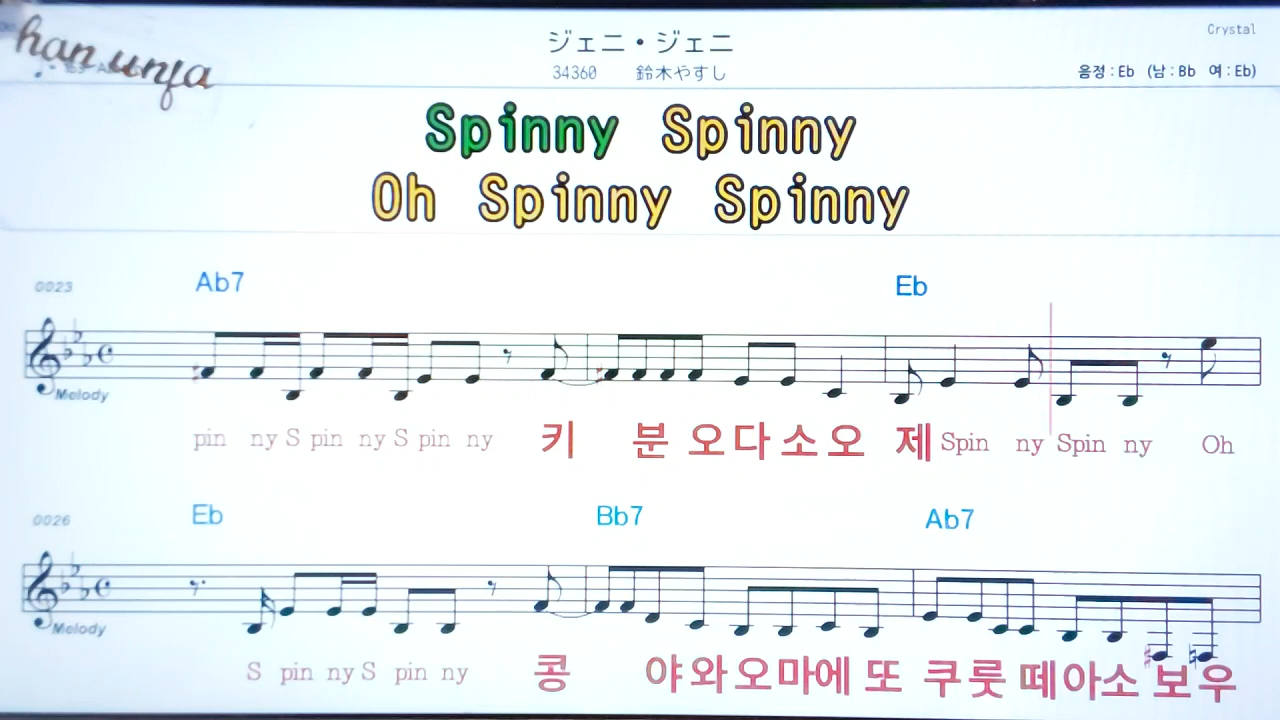 han unja
Crystal
ジェニ・ジェニ
34360 鈴木やすし
음정 : Eb (남 : Bb 여 : Eb)
Spinny Spinny
Oh Spinny Spinny
0023 Ab7 Eb
Melody
pin ny S pin ny S pin ny 키 분 오 다 소 오 제 Spin ny Spin ny Oh
0026 Eb Bb7 Ab7
Melody
S pin ny S pin ny 콩 야 와 오 마 에 또 쿠 룻 떼 아 소 보 우